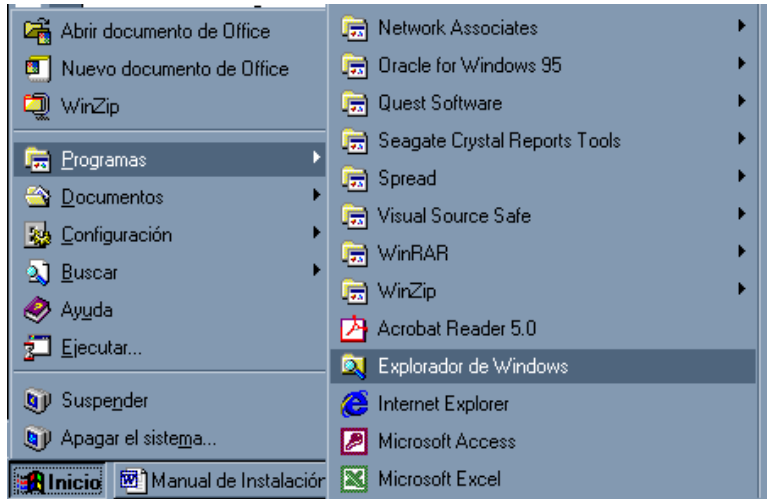 Abrir documento de Office
Nuevo documento de Office
WinZip
Programas
Documentos
Configuración
Buscar
Ayuda
Ejecutar...
Suspender
Apagar el sistema...
Inicio
Manual de Instalación
Network Associates
Oracle for Windows 95
Quest Software
Seagate Crystal Reports Tools
Spread
Visual Source Safe
WinRAR
WinZip
Acrobat Reader 5.0
Explorador de Windows
Internet Explorer
Microsoft Access
Microsoft Excel